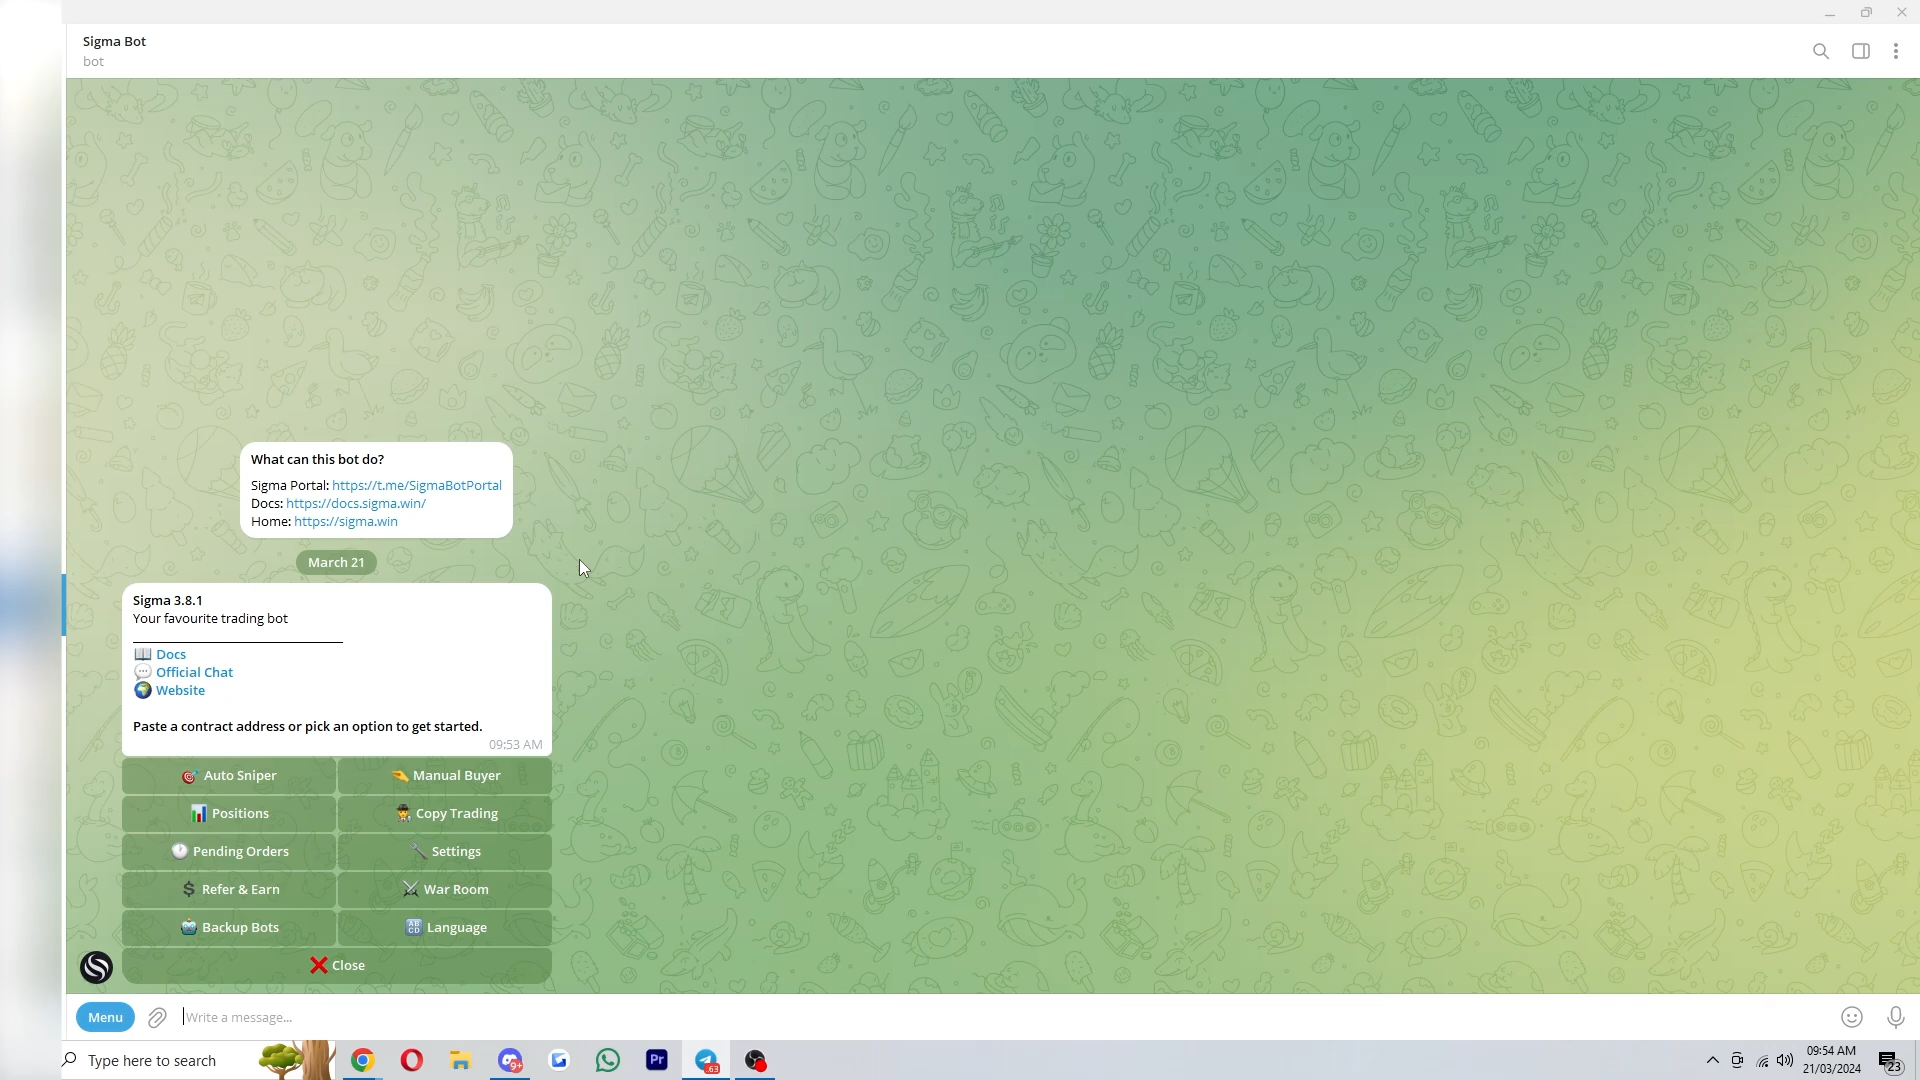 Sigma Bot
bot
What can this bot do?
Sigma Portal: https://t.me/SigmaBotPortal
Docs: https://docs.sigma.win/
Home: https://sigma.win
March 21
Sigma 3.8.1
Your favourite trading bot
Docs
Official Chat
Website
Paste a contract address or pick an option to get started.
09:53 AM
Auto Sniper
Manual Buyer
Positions
Copy Trading
Pending Orders
Settings
Refer & Earn
War Room
Backup Bots
ABCD Language
Close
Menu
Write a message...
Type here to search
9+
Pr
.63
09:54 AM
21/03/2024
23